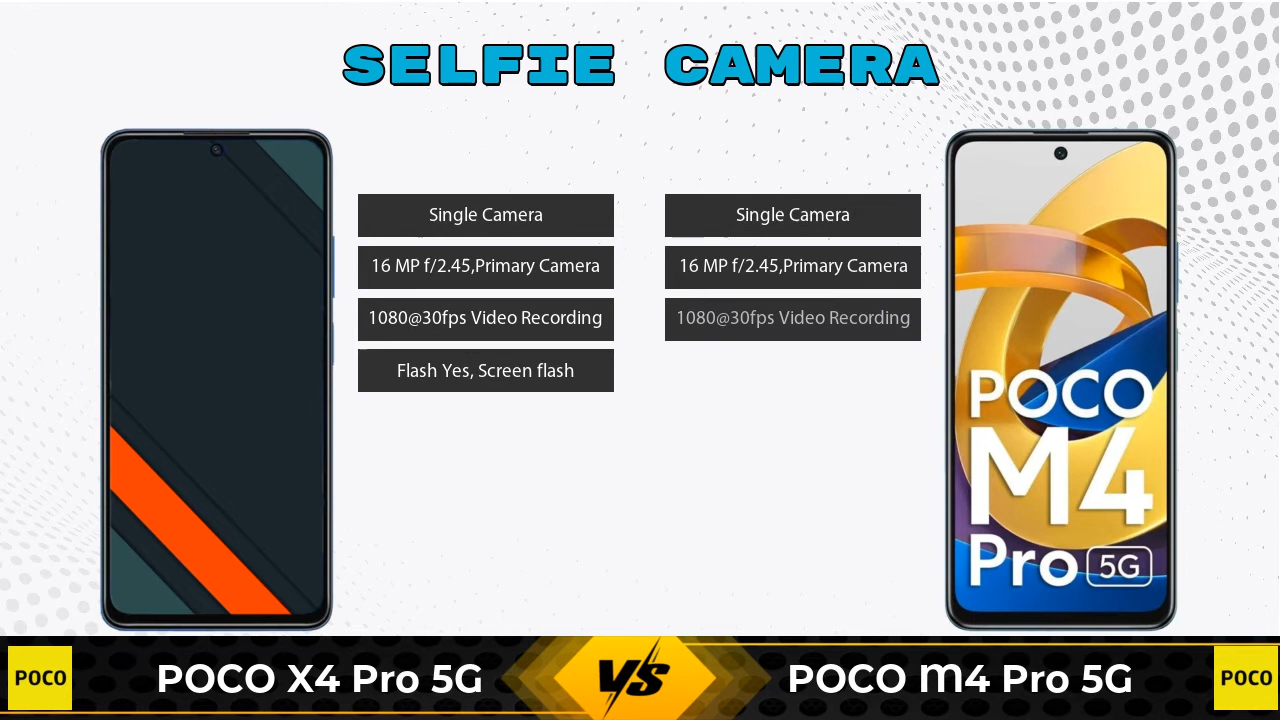 SELFIE CAMERA
Single Camera
16 MP f/2.45,Primary Camera
1080@30fps Video Recording
Flash Yes, Screen flash
Single Camera
16 MP f/2.45,Primary Camera
1080@30fps Video Recording
POCO
M4
Pro 5G
POCO
POCO X4 Pro 5G
VS
POCO M4 Pro 5G
POCO